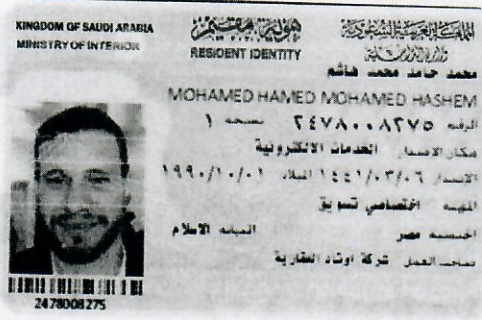 KINGDOM OF SAUDI ARABIA
MINISTRY OF INTERIOR
هوية مقيم
RESIDENT IDENTITY
المملكة العربية السعودية
وزارة الداخلية
محمد حامد محمد هاشم
MOHAMED HAMED MOHAMED HASHEM
الرقم ٢٤٧٨٠٠٨٢٧٥ نسخة ١
مكان الاصدار الخدمات الالكترونية
الاصدار ١٤٤١/٠٣/٠٦ الميلاد ١٩٩٠/١٠/٠١
المهنة اختصاصي تسويق
الجنسية مصر الديانة الاسلام
صاحب العمل شركة اوتاد العقارية
2478008275